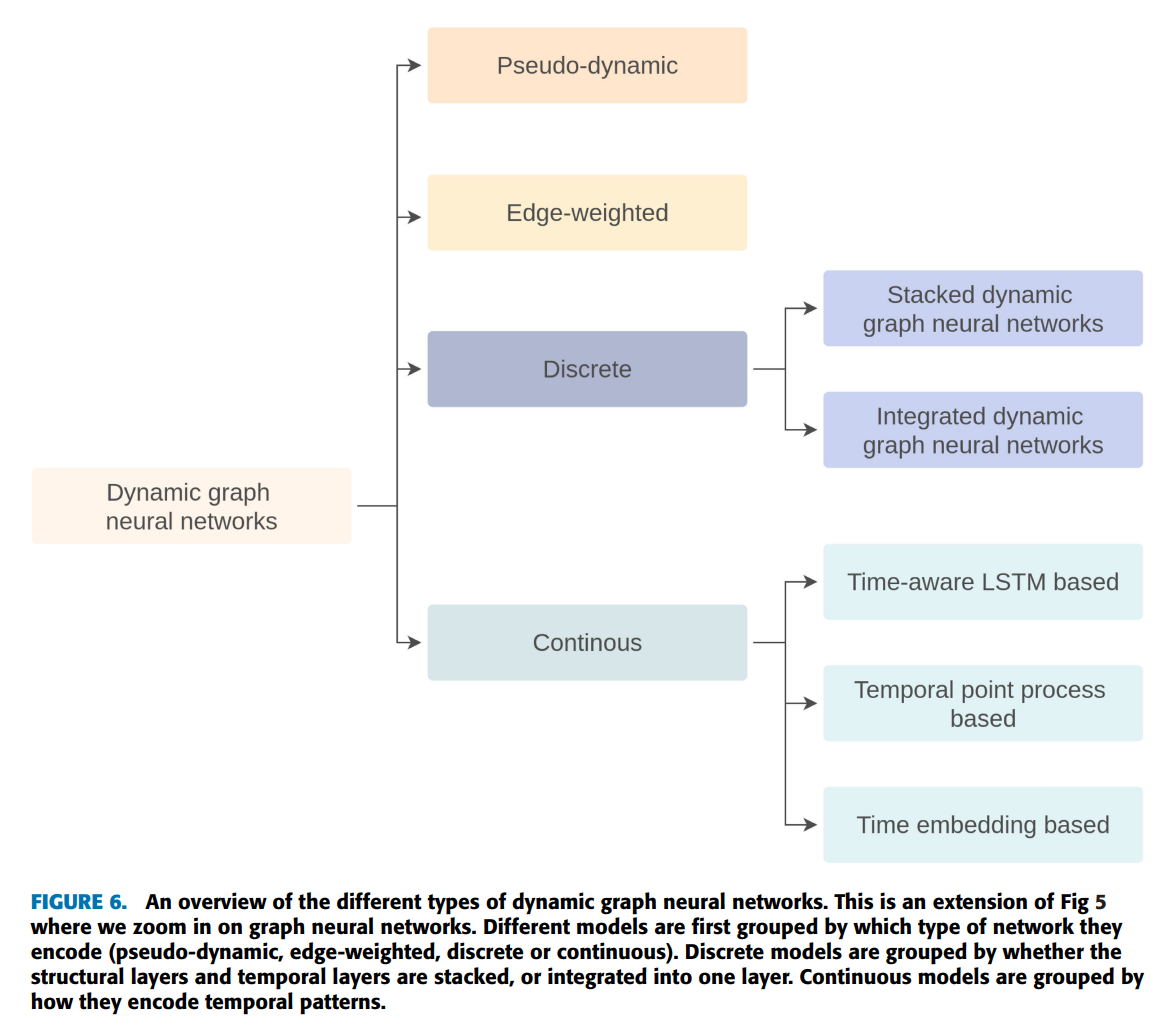 Pseudo-dynamic
Edge-weighted
Stacked dynamic
graph neural networks
Discrete
Integrated dynamic
graph neural networks
Dynamic graph
neural networks
Time-aware LSTM based
Continous
Temporal point process
based
Time embedding based
FIGURE 6. An overview of the different types of dynamic graph neural networks. This is an extension of Fig 5
where we zoom in on graph neural networks. Different models are first grouped by which type of network they
encode (pseudo-dynamic, edge-weighted, discrete or continuous). Discrete models are grouped by whether the
structural layers and temporal layers are stacked, or integrated into one layer. Continuous models are grouped by
how they encode temporal patterns.